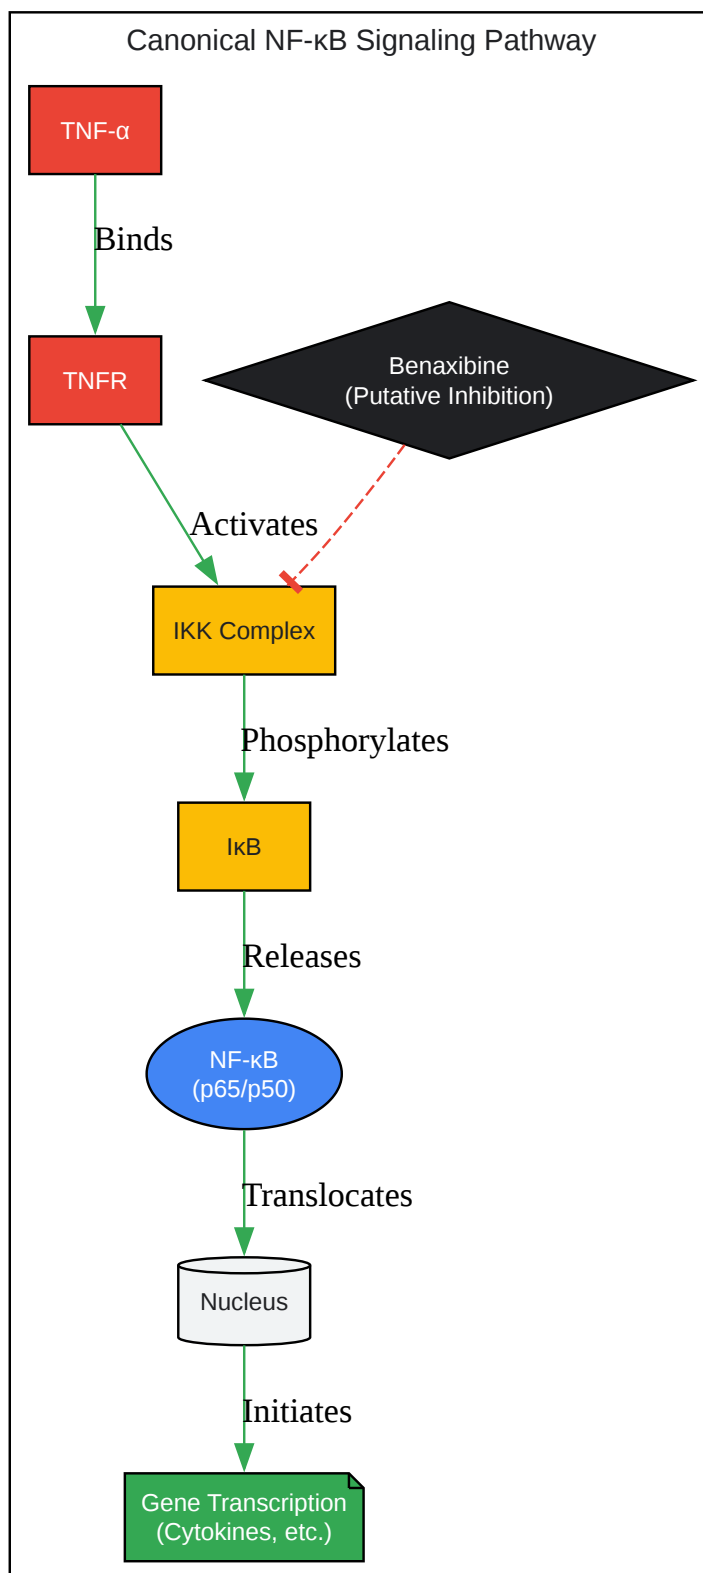 Canonical NF-κB Signaling Pathway
TNF-α
Binds
TNFR
Benaxibine
(Putative Inhibition)
Activates
IKK Complex
Phosphorylates
IκB
Releases
NF-κB
(p65/p50)
Translocates
Nucleus
Initiates
Gene Transcription
(Cytokines, etc.)